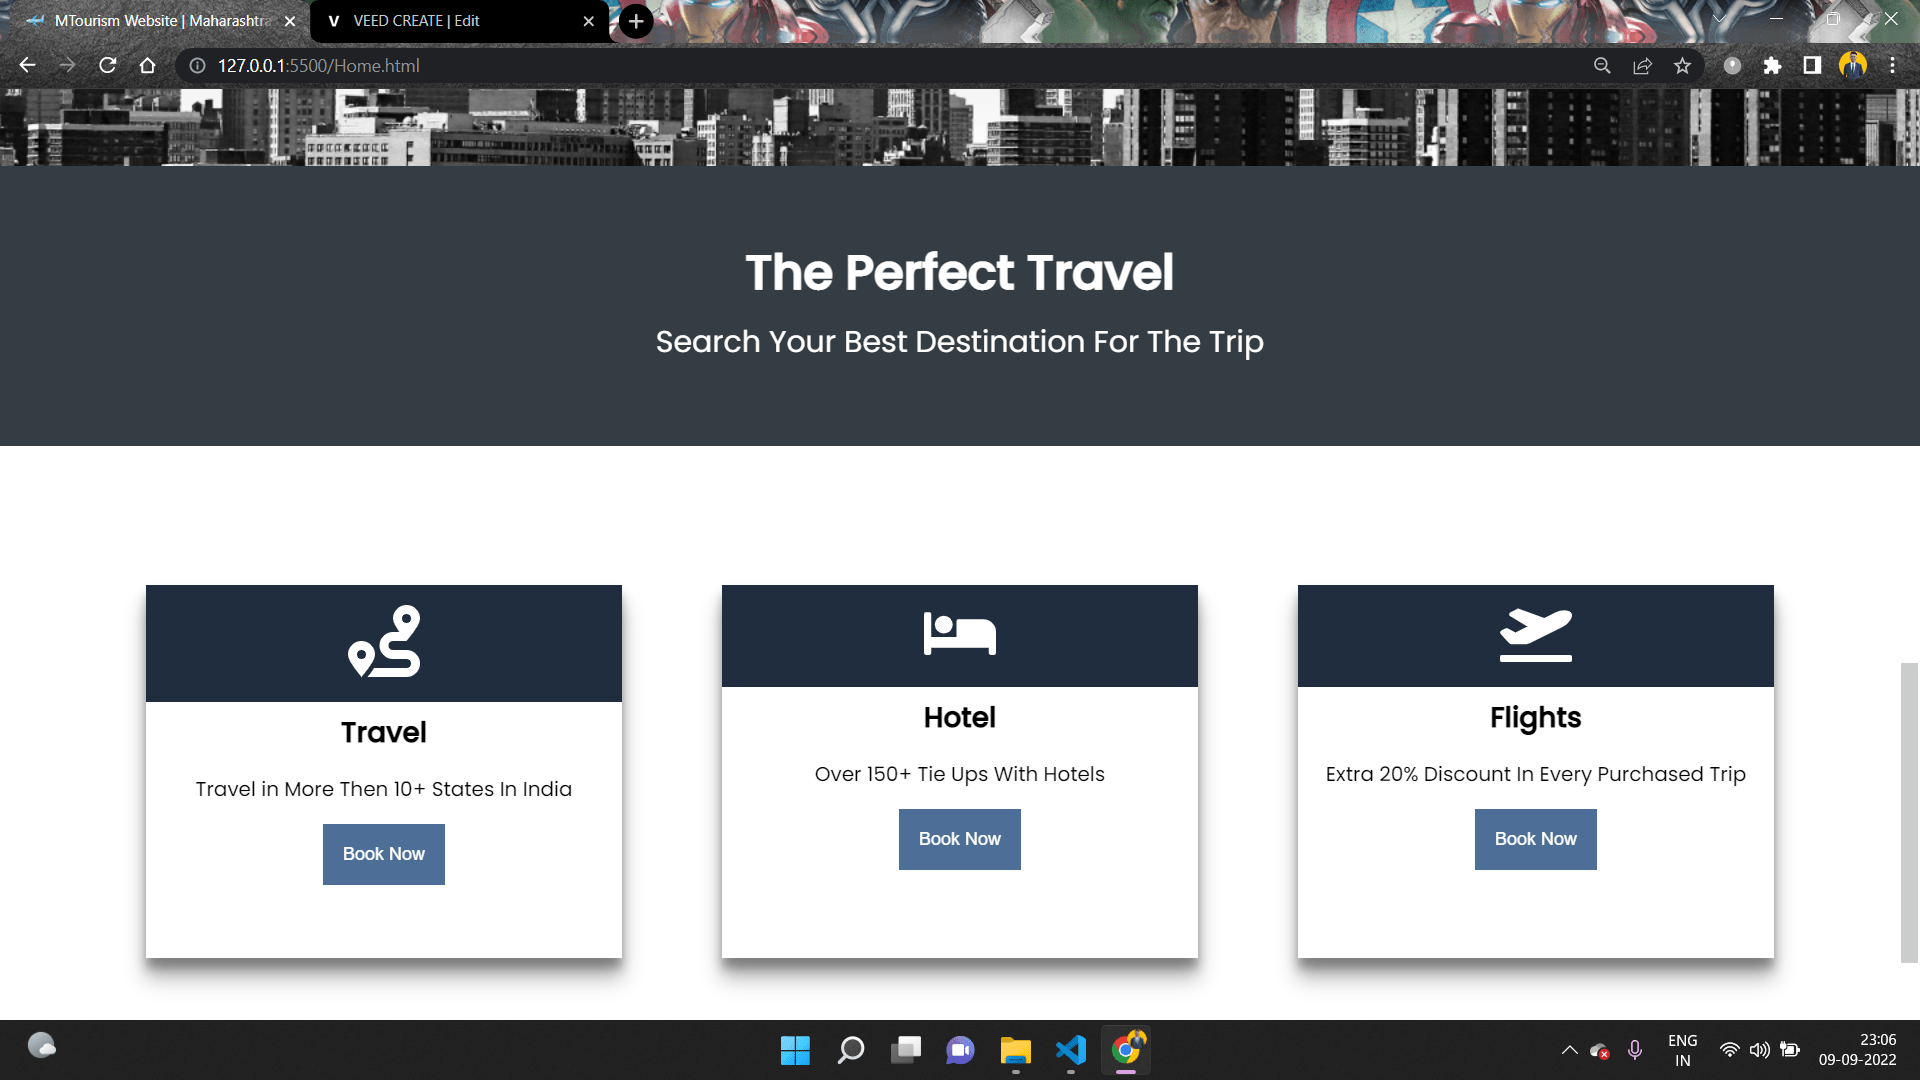 MTourism Website | Maharashtra
V VEED CREATE | Edit
127.0.0.1:5500/Home.html
The Perfect Travel
Search Your Best Destination For The Trip
Travel
Travel in More Then 10+ States In India
Book Now
Hotel
Over 150+ Tie Ups With Hotels
Book Now
Flights
Extra 20% Discount In Every Purchased Trip
Book Now
ENG
IN
23:06
09-09-2022